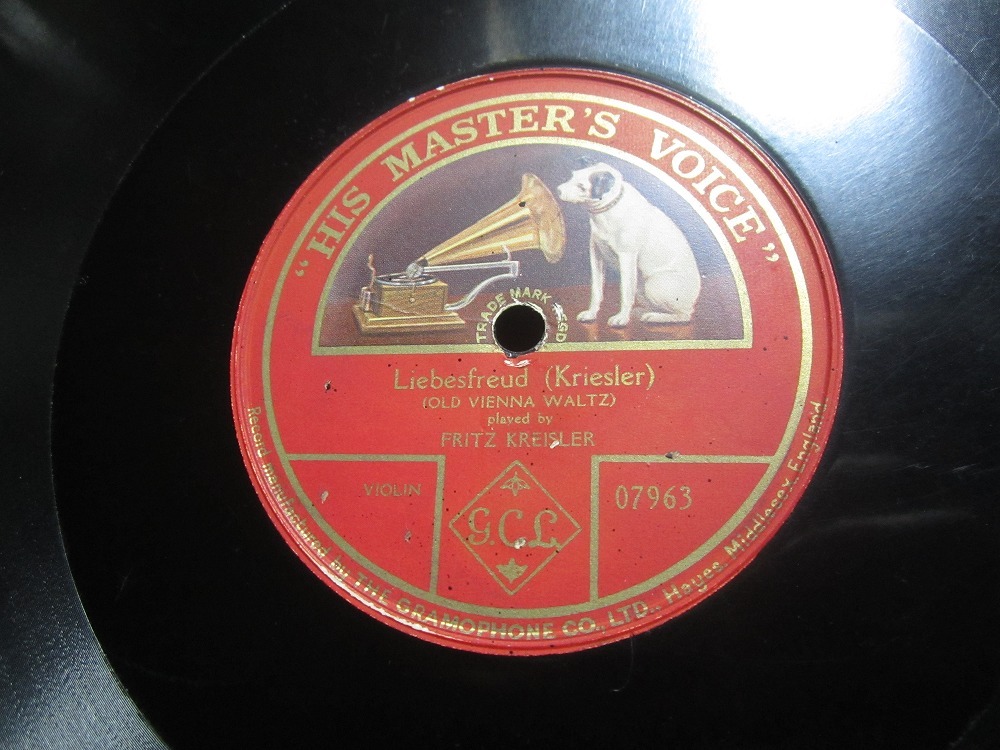 "HIS MASTER'S VOICE"
TRADE MARK
Liebesfreud (Kriesler)
(OLD VIENNA WALTZ)
played by
FRITZ KREISLER
VIOLIN
G.C.L.
07963
Record manufactured by THE GRAMOPHONE CO. LTD., Hayes, Middlesex, England